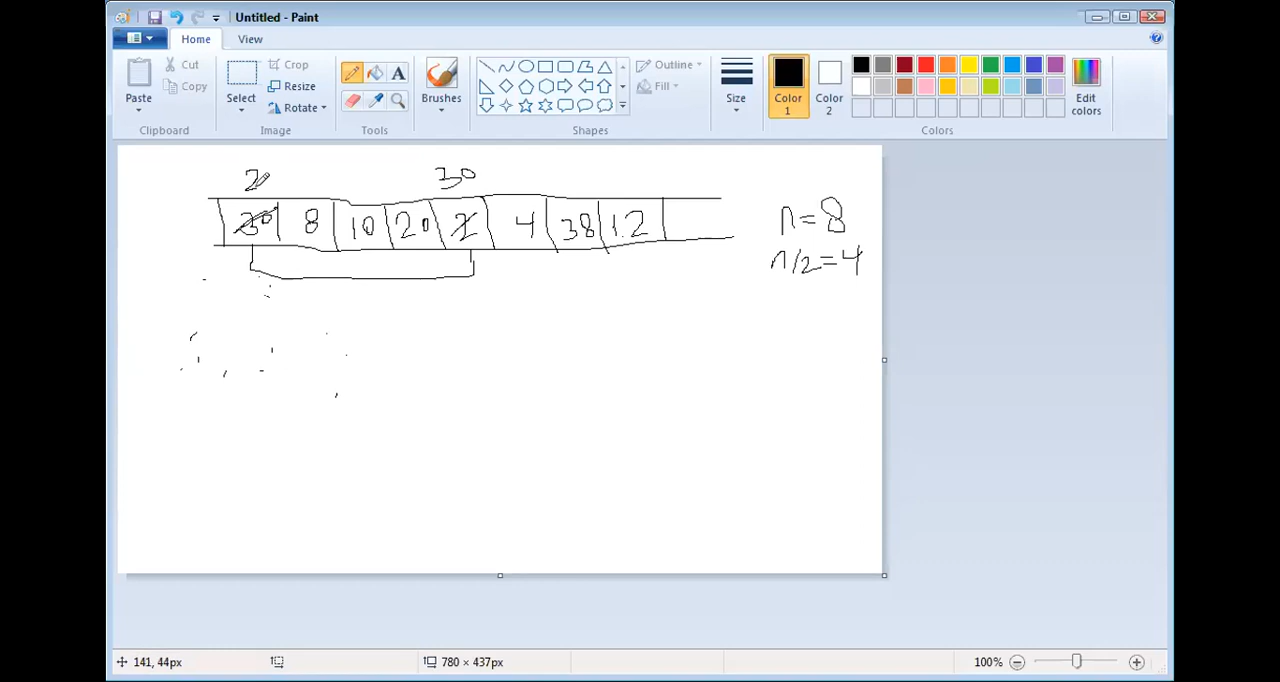 Untitled - Paint
Home View
Paste
Cut
Copy
Clipboard
Select
Crop
Resize
Rotate
Image
A
Tools
Brushes
Outline
Fill
Shapes
Size
Color 1
Color 2
Edit colors
Colors
2 30
30 8 10 20 2 4 38 12
n=8
n/2=4
141, 44px
780 × 437px
100%